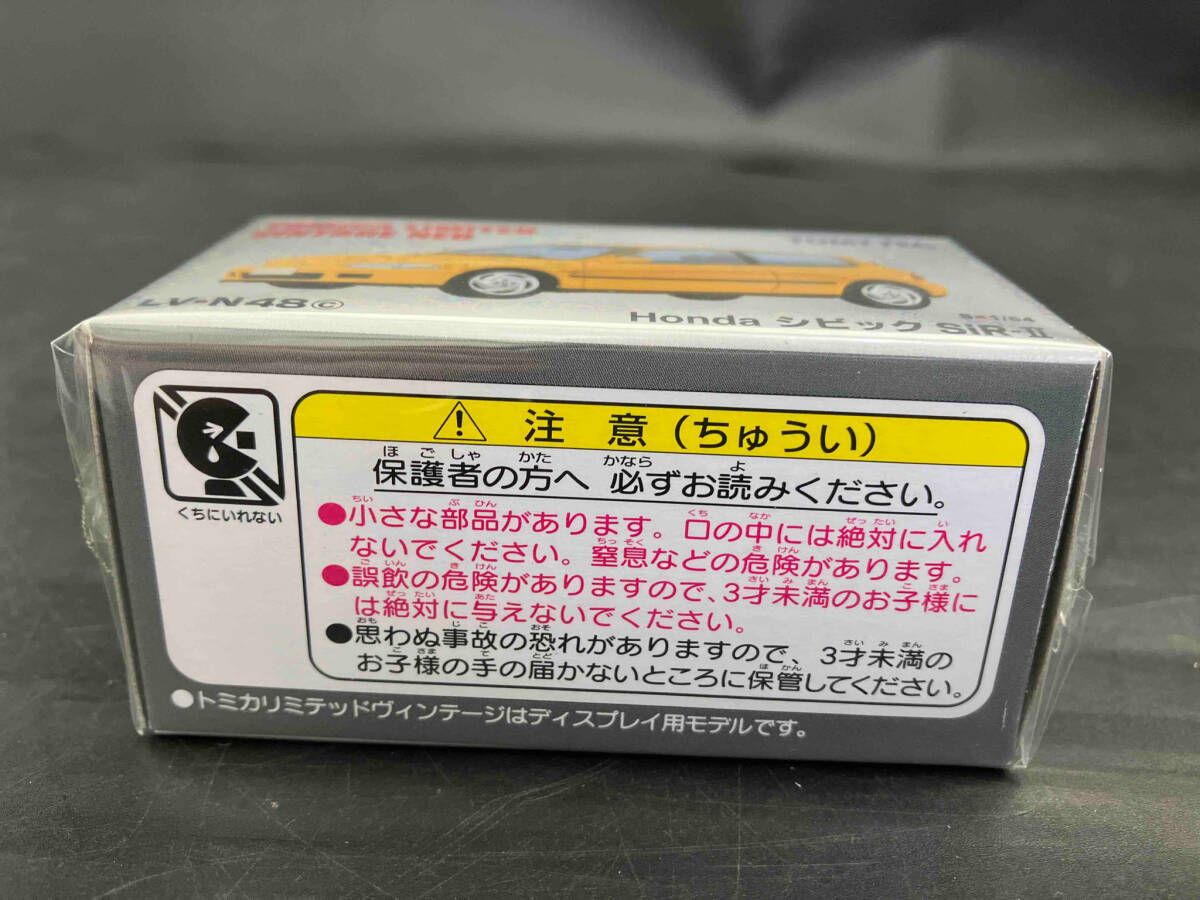 TOMICA LIMITED
VINTAGE NEO
TOMYTEC
LV-N48ⓒ
S=1/64
Honda シビック SiR-Ⅱ
くちにいれない
注 意(ちゅうい)
保護者の方へ 必ずお読みください。
●小さな部品があります。口の中には絶対に入れ
ないでください。窒息などの危険があります。
●誤飲の危険がありますので、3才未満のお子様に
は絶対に与えないでください。
●思わぬ事故の恐れがありますので、3才未満の
お子様の手の届かないところに保管してください。
●トミカリミテッドヴィンテージはディスプレイ用モデルです。